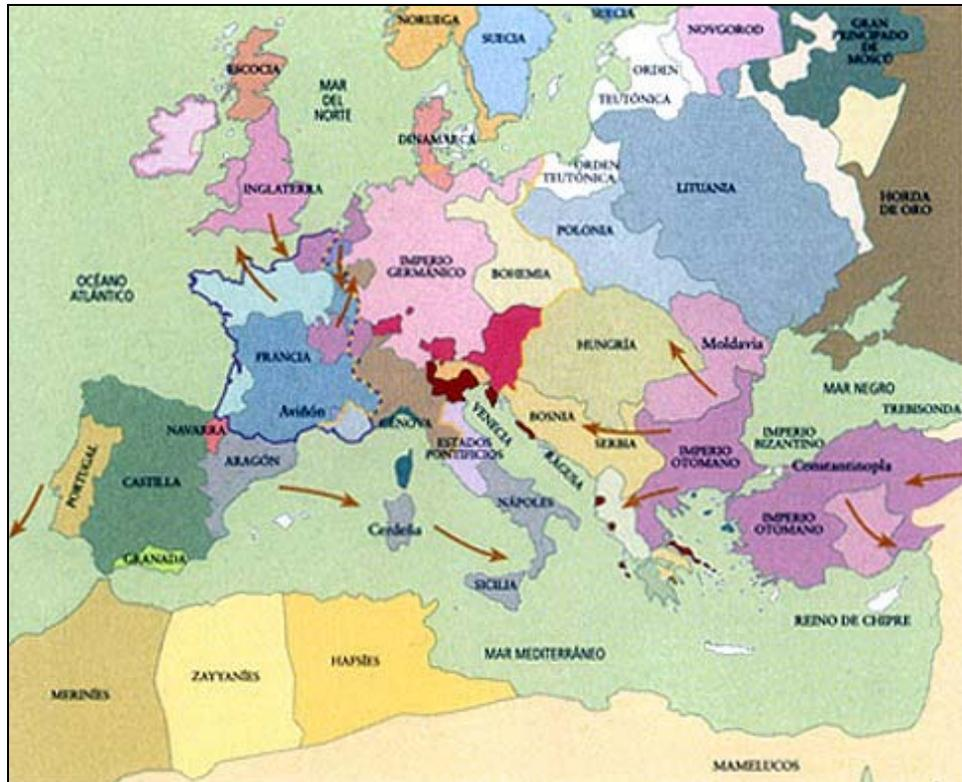 NORUEGA
SUECIA
SUECIA
NOVGOROD
GRAN
PRINCIPADO
DE
MOSCÚ
ESCOCIA
MAR
DEL
NORTE
ORDEN
TEUTÓNICA
DINAMARCA
ORDEN
TEUTÓNICA
LITUANIA
INGLATERRA
HORDA
DE ORO
POLONIA
IMPERIO
GERMÁNICO
BOHEMIA
OCÉANO
ATLÁNTICO
FRANCIA
HUNGRÍA
Moldavia
MAR NEGRO
TREBISONDA
NAVARRA
Aviñón
GÉNOVA
VENECIA
BOSNIA
SERBIA
IMPERIO
BIZANTINO
ARAGÓN
ESTADOS
PONTIFICIOS
RAGUSA
IMPERIO
OTOMANO
Constantinopla
PORTUGAL
CASTILLA
Cerdeña
NÁPOLES
IMPERIO
OTOMANO
GRANADA
SICILIA
REINO DE CHIPRE
MAR MEDITERRÁNEO
HAFSÍES
ZAYYANÍES
MERINÍES
MAMELUCOS